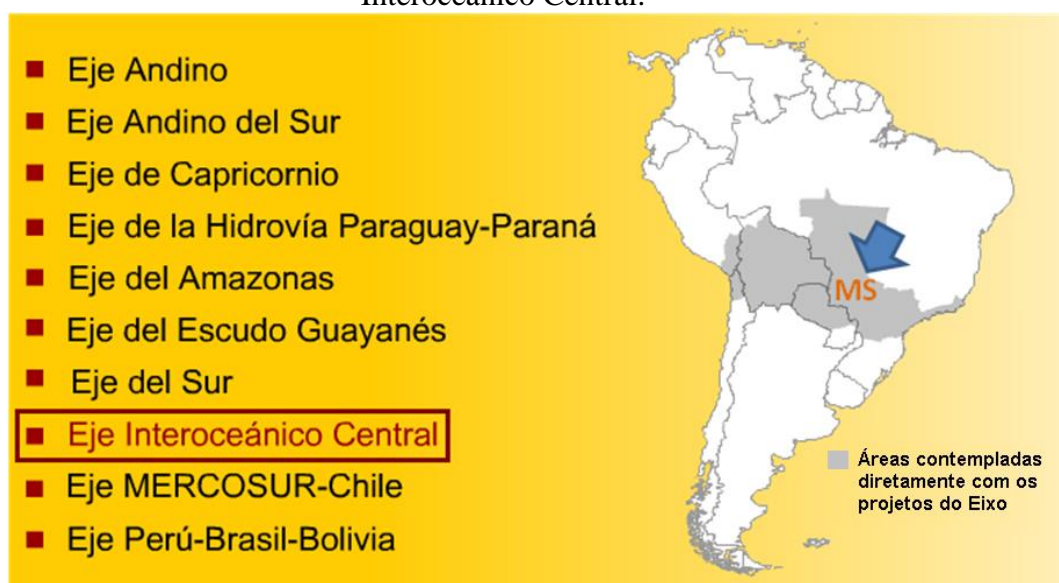 Interoceánico Central.
Eje Andino
Eje Andino del Sur
Eje de Capricornio
Eje de la Hidrovía Paraguay-Paraná
Eje del Amazonas
Eje del Escudo Guayanés
Eje del Sur
Eje Interoceánico Central
Eje MERCOSUR-Chile
Eje Perú-Brasil-Bolivia
MS
Áreas contempladas
diretamente com os
projetos do Eixo